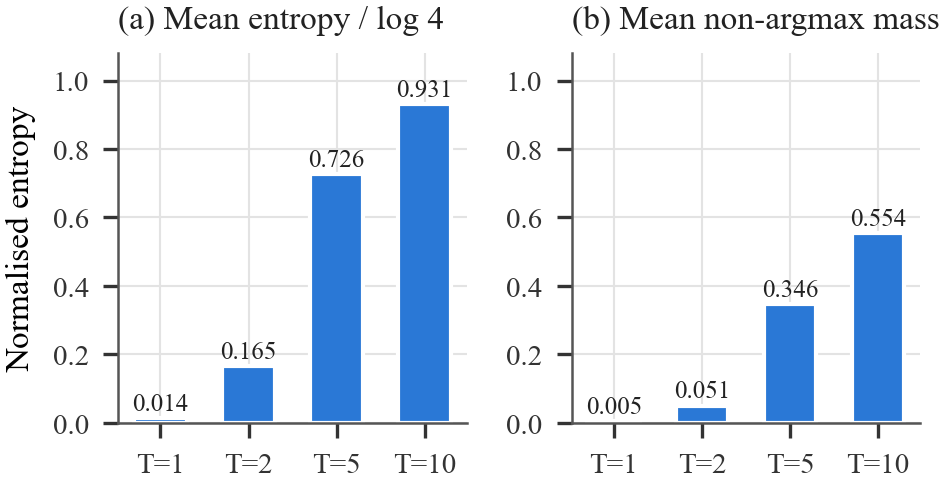 (a) Mean entropy / log 4
Normalised entropy
1.0
0.8
0.6
0.4
0.2
0.0
0.014
0.165
0.726
0.931
T=1
T=2
T=5
T=10
(b) Mean non-argmax mass
1.0
0.8
0.6
0.4
0.2
0.0
0.005
0.051
0.346
0.554
T=1
T=2
T=5
T=10